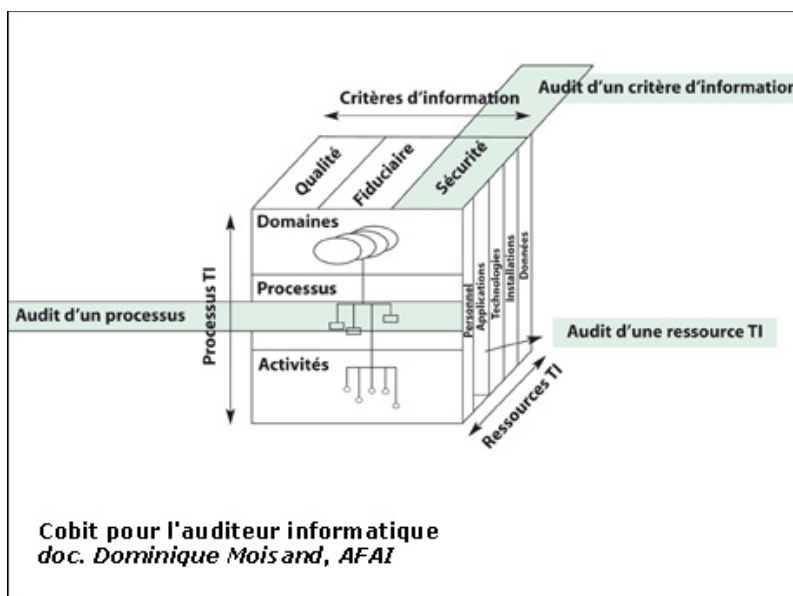 Audit d'un critère d'information
Critères d'information
Qualité
Fiduciaire
Sécurité
Domaines
Processus
Activités
Processus TI
Audit d'un processus
Personnel
Applications
Technologies
Installations
Données
Audit d'une ressource TI
Ressources TI
Cobit pour l'auditeur informatique
doc. Dominique Moisand, AFAI